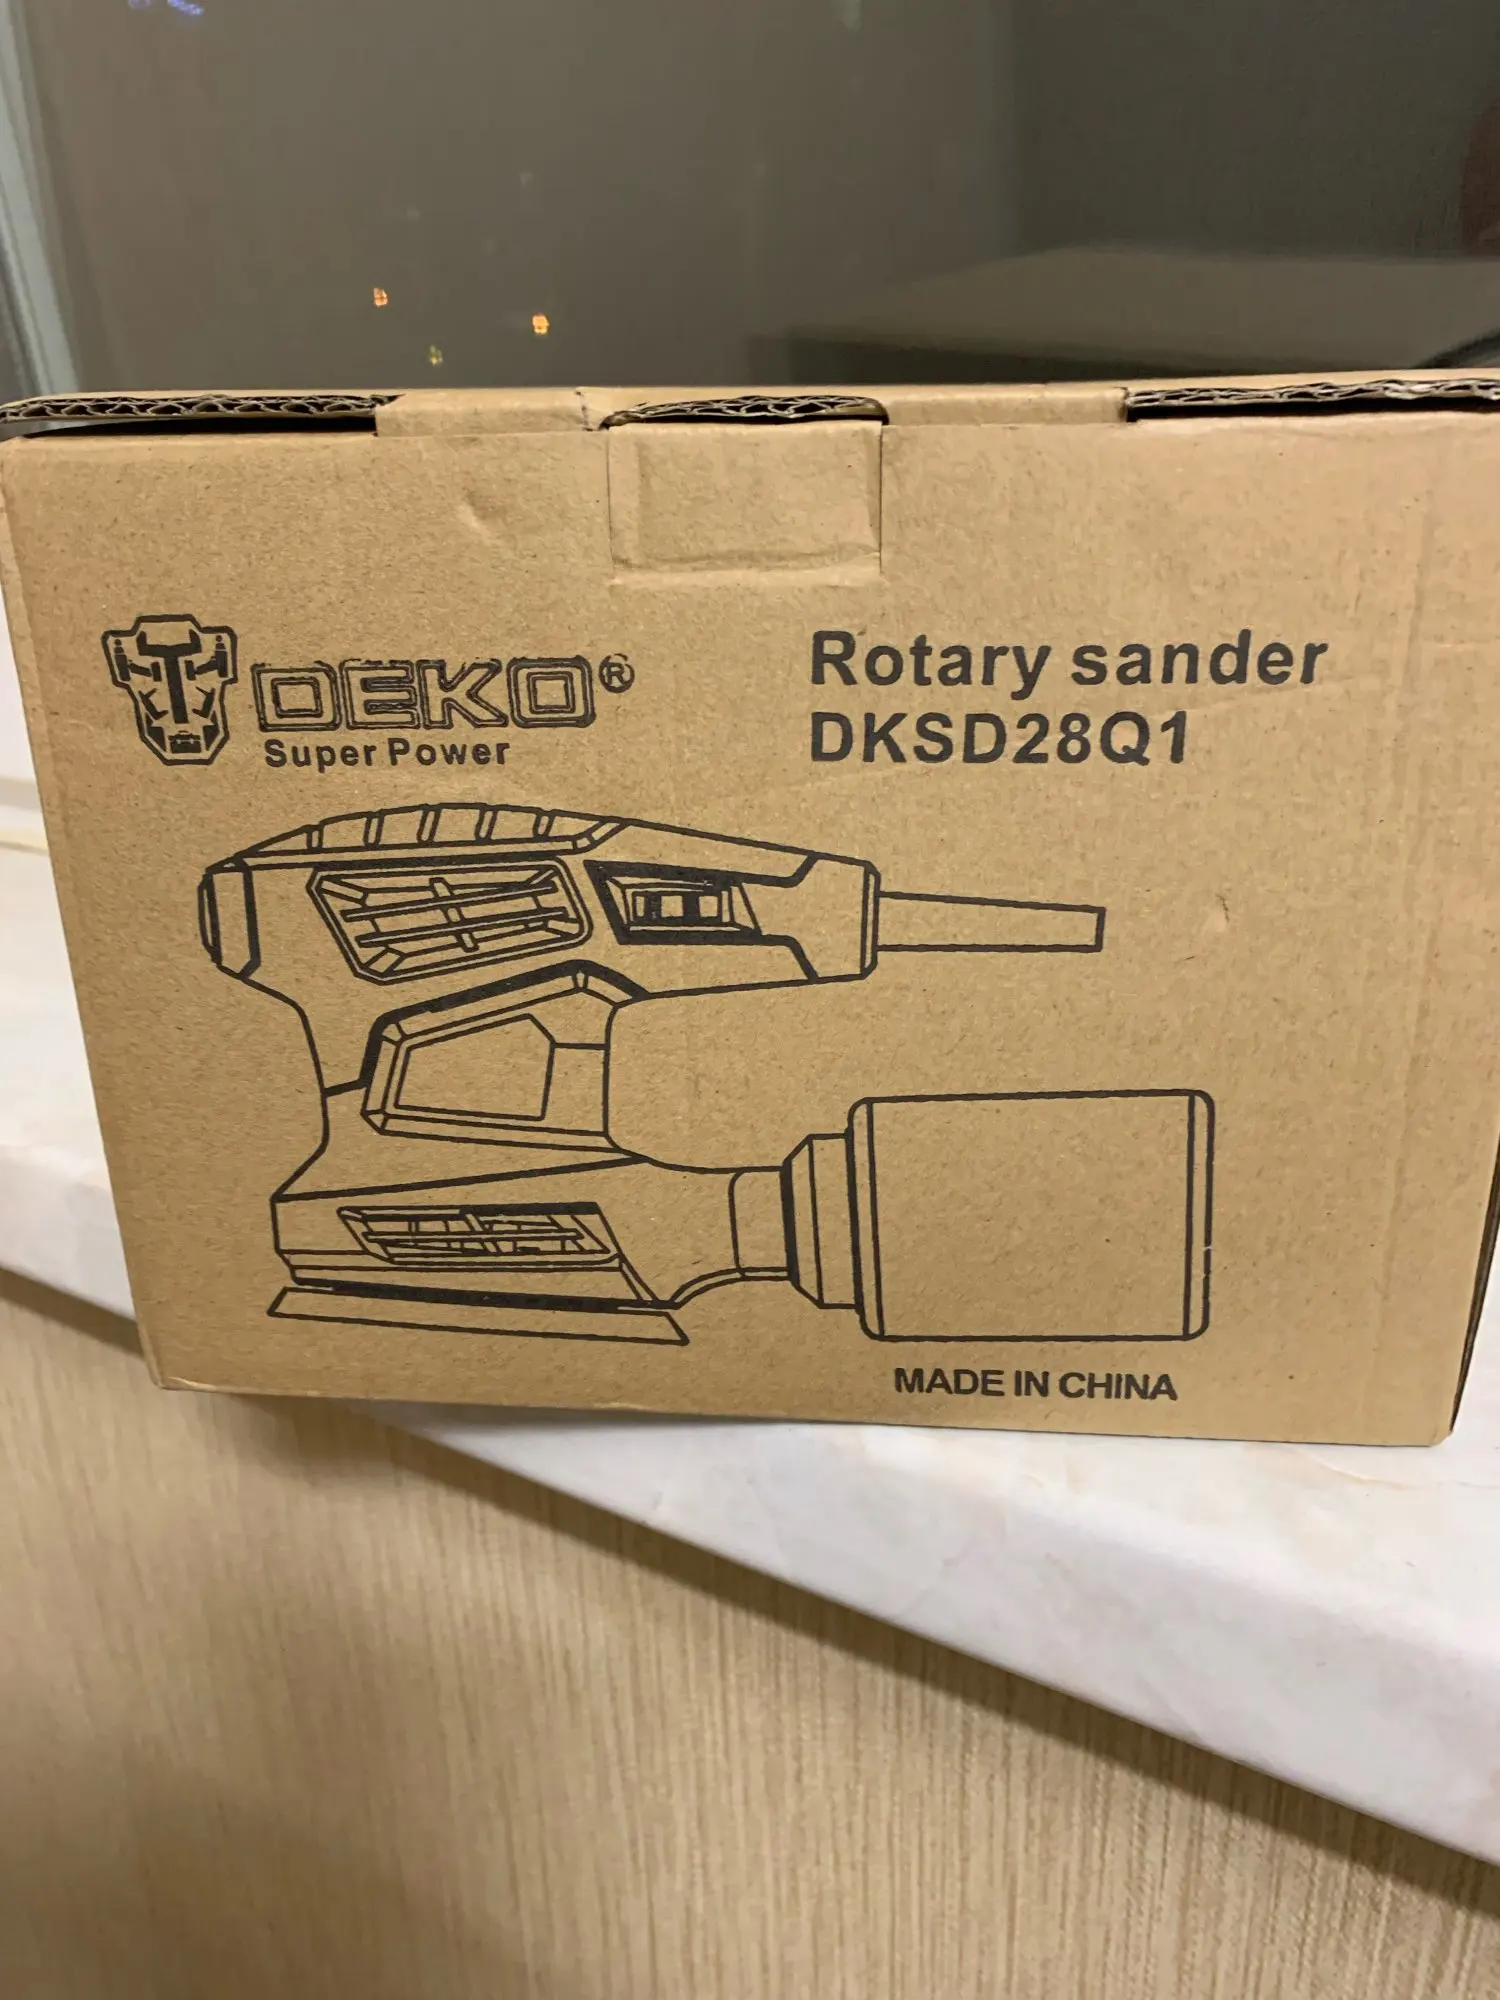 DEKO®
Super Power
Rotary sander
DKSD28Q1
MADE IN CHINA